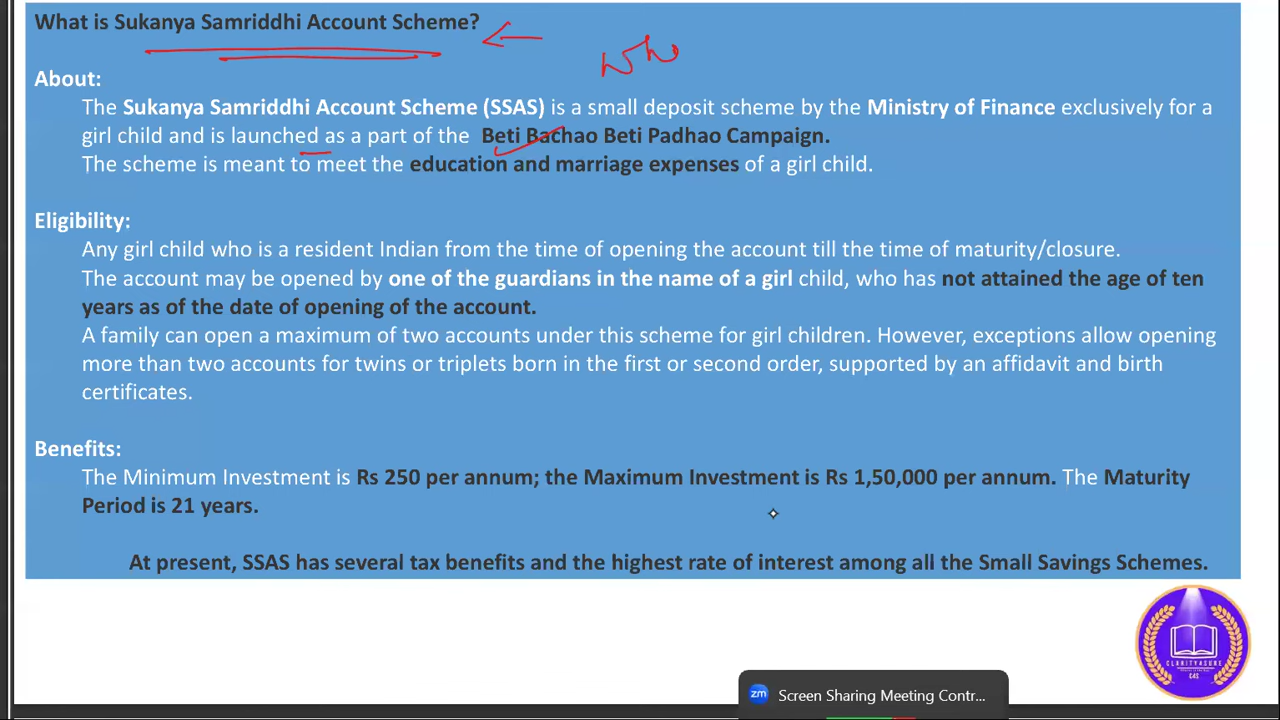 What is Sukanya Samriddhi Account Scheme?
who
About:
The Sukanya Samriddhi Account Scheme (SSAS) is a small deposit scheme by the Ministry of Finance exclusively for a
girl child and is launched as a part of the Beti Bachao Beti Padhao Campaign.
The scheme is meant to meet the education and marriage expenses of a girl child.
Eligibility:
Any girl child who is a resident Indian from the time of opening the account till the time of maturity/closure.
The account may be opened by one of the guardians in the name of a girl child, who has not attained the age of ten
years as of the date of opening of the account.
A family can open a maximum of two accounts under this scheme for girl children. However, exceptions allow opening
more than two accounts for twins or triplets born in the first or second order, supported by an affidavit and birth
certificates.
Benefits:
The Minimum Investment is Rs 250 per annum; the Maximum Investment is Rs 1,50,000 per annum. The Maturity
Period is 21 years.
At present, SSAS has several tax benefits and the highest rate of interest among all the Small Savings Schemes.
CLARITY4SURE
C4S
zm Screen Sharing Meeting Contr...